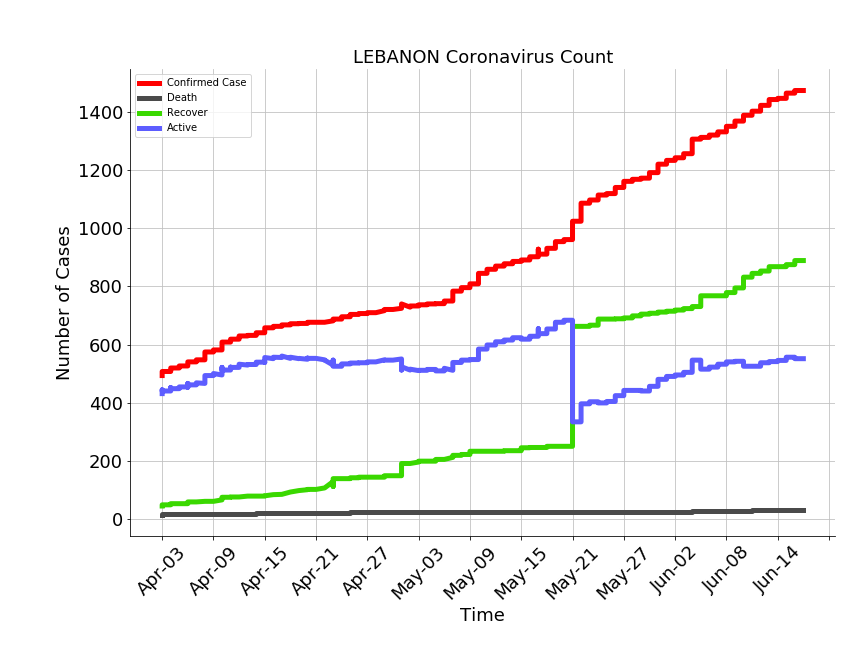 LEBANON Coronavirus Count
Confirmed Case
Death
Recover
Active
1400
1200
1000
800
600
400
200
0
Number of Cases
Apr-03
Apr-09
Apr-15
Apr-21
Apr-27
May-03
May-09
May-15
May-21
May-27
Jun-02
Jun-08
Jun-14
Time